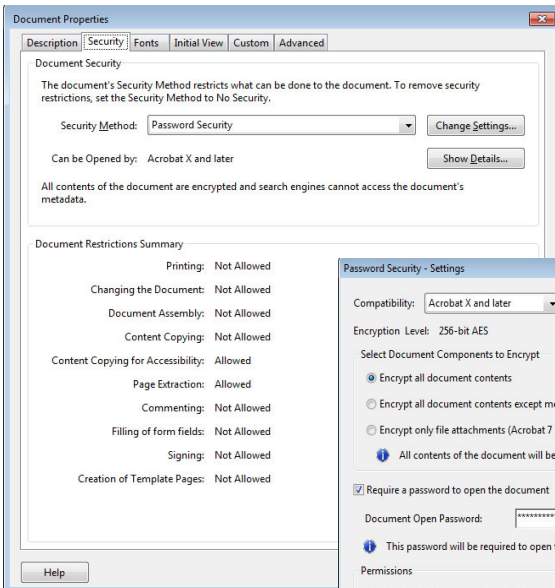 Document Properties
Description Security Fonts Initial View Custom Advanced
Document Security
The document's Security Method restricts what can be done to the document. To remove security
restrictions, set the Security Method to No Security.
Security Method: Password Security Change Settings...
Can be Opened by: Acrobat X and later Show Details...
All contents of the document are encrypted and search engines cannot access the document's
metadata.
Document Restrictions Summary
Printing: Not Allowed
Changing the Document: Not Allowed
Document Assembly: Not Allowed
Content Copying: Not Allowed
Content Copying for Accessibility: Allowed
Page Extraction: Allowed
Commenting: Not Allowed
Filling of form fields: Not Allowed
Signing: Not Allowed
Creation of Template Pages: Not Allowed
Help
Password Security - Settings
Compatibility: Acrobat X and later
Encryption Level: 256-bit AES
Select Document Components to Encrypt
Encrypt all document contents
Encrypt all document contents except me
Encrypt only file attachments (Acrobat 7
All contents of the document will be
Require a password to open the document
Document Open Password: **********
This password will be required to open
Permissions